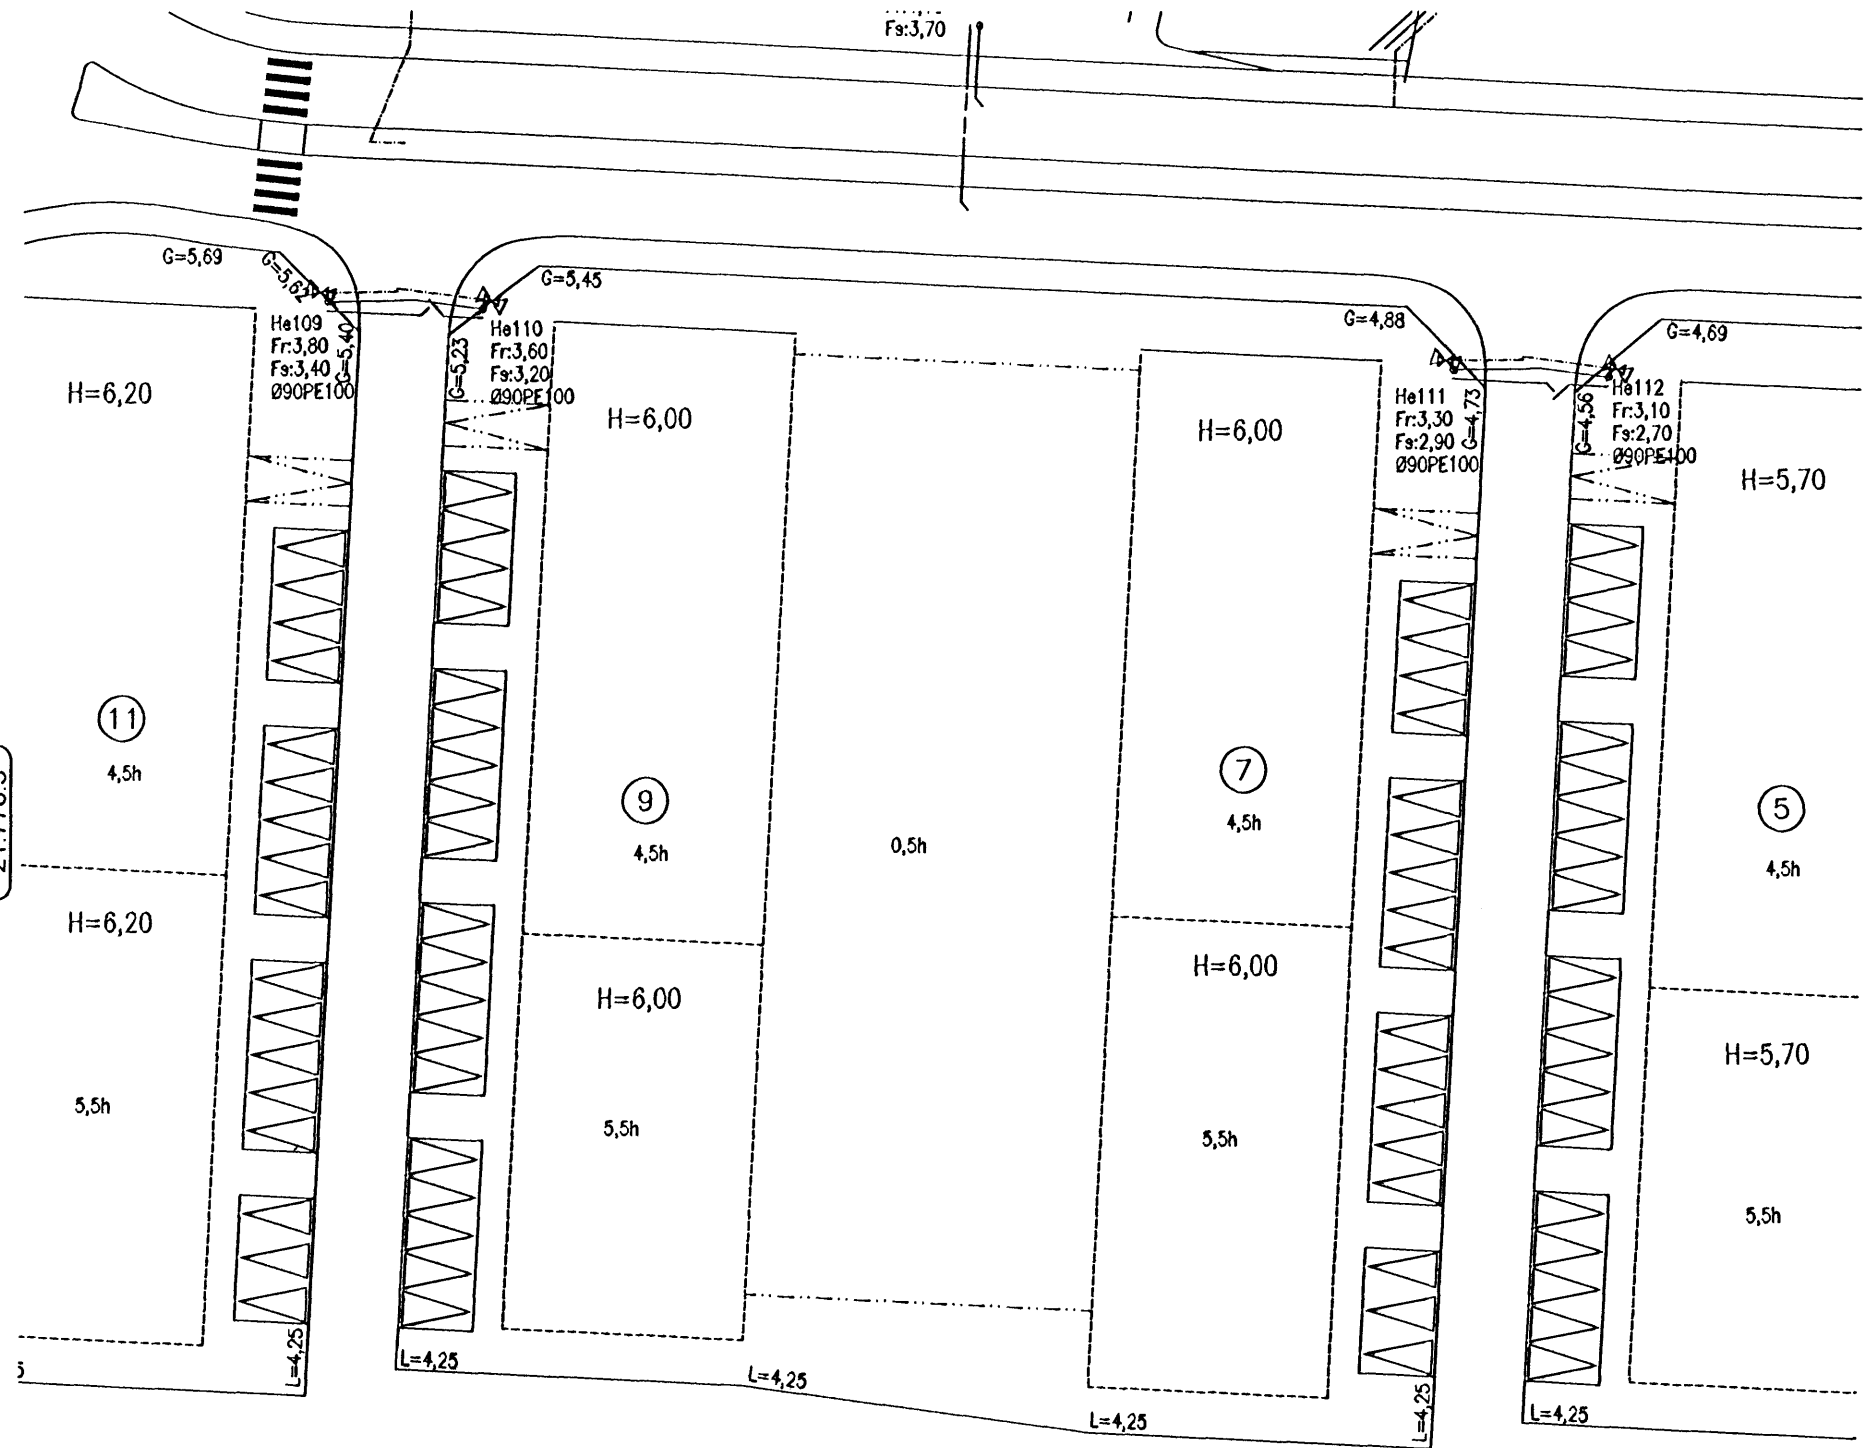 Fs:3,70
G=5,69
G=5,62
G=5,45
G=4,88
G=4,69
He109
Fr:3,80
Fs:3,40
Ø90PE100
G=5,40
G=5,23
He110
Fr:3,60
Fs:3,20
Ø90PE100
He111
Fr:3,30
Fs:2,90
Ø90PE100
G=4,73
G=4,56
He112
Fr:3,10
Fs:2,70
Ø90PE100
H=6,20
H=6,00
H=6,00
H=5,70
11
4,5h
9
4,5h
0,5h
7
4,5h
5
4,5h
H=6,20
H=6,00
H=6,00
H=5,70
5,5h
5,5h
5,5h
5,5h
5
L=4,25
L=4,25
L=4,25
L=4,25
L=4,25
L=4,25